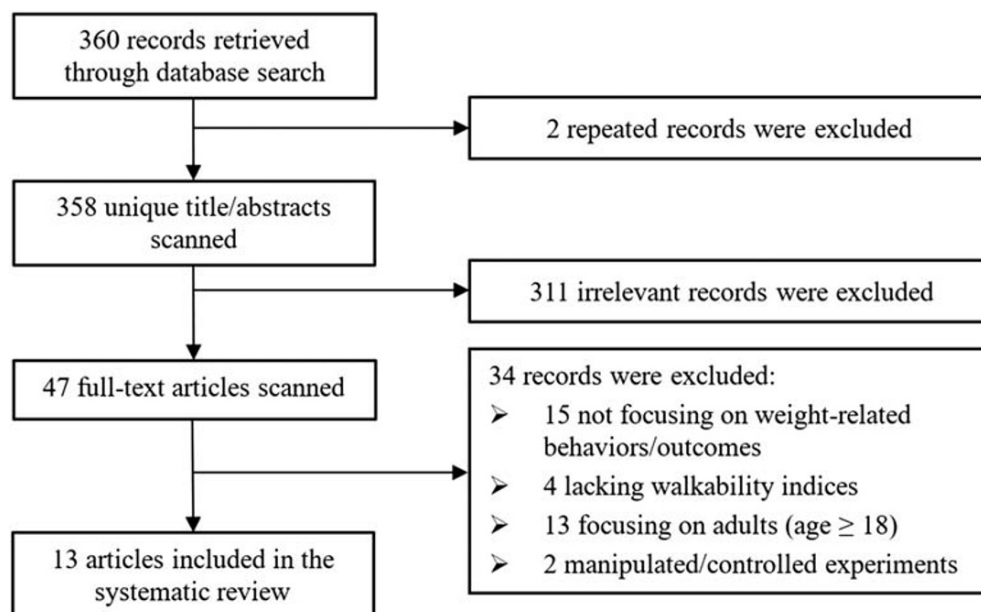 360 records retrieved
through database search
2 repeated records were excluded
358 unique title/abstracts
scanned
311 irrelevant records were excluded
47 full-text articles scanned
34 records were excluded:
➢ 15 not focusing on weight-related
behaviors/outcomes
➢ 4 lacking walkability indices
➢ 13 focusing on adults (age ≥ 18)
➢ 2 manipulated/controlled experiments
13 articles included in the
systematic review